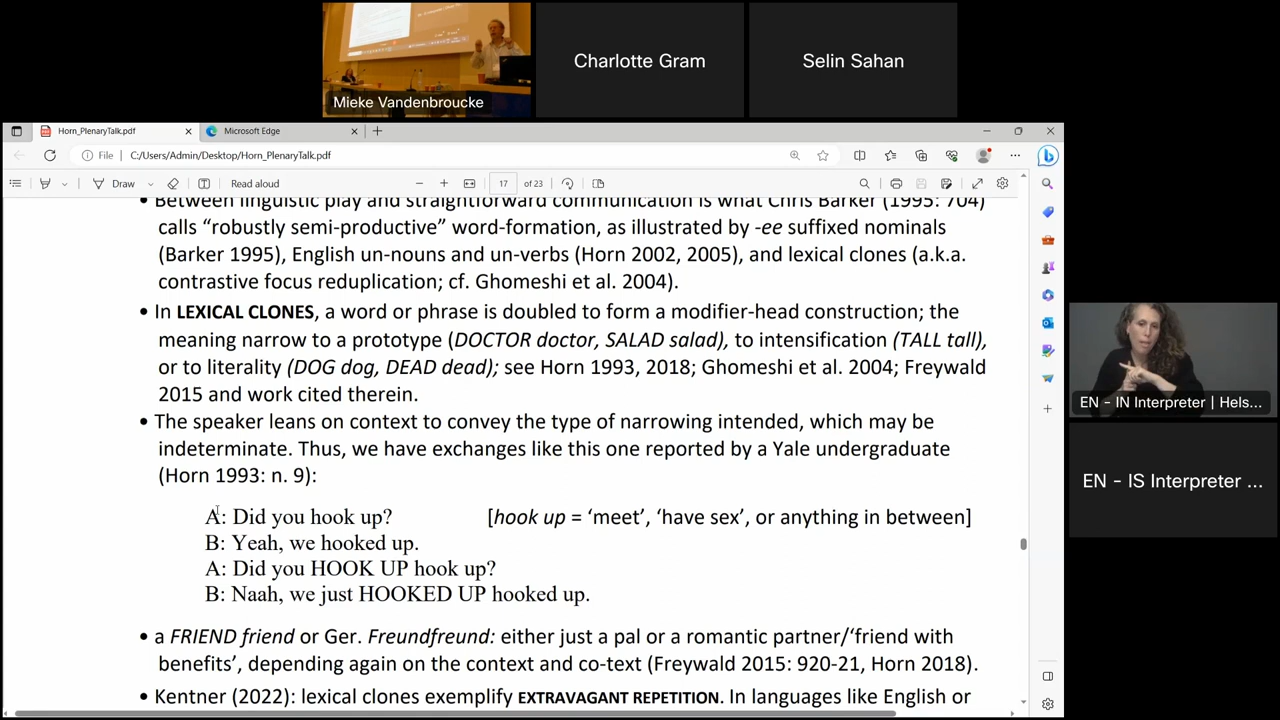 Mieke Vandenbroucke
Charlotte Gram
Selin Sahan
Horn_PlenaryTalk.pdf
Microsoft Edge
File
C:/Users/Admin/Desktop/Horn_PlenaryTalk.pdf
Draw
Read aloud
17
of 23
• Between linguistic play and straightforward communication is what Chris Barker (1995: 704)
calls “robustly semi-productive” word-formation, as illustrated by -ee suffixed nominals
(Barker 1995), English un-nouns and un-verbs (Horn 2002, 2005), and lexical clones (a.k.a.
contrastive focus reduplication; cf. Ghomeshi et al. 2004).
• In LEXICAL CLONES, a word or phrase is doubled to form a modifier-head construction; the
meaning narrow to a prototype (DOCTOR doctor, SALAD salad), to intensification (TALL tall),
or to literality (DOG dog, DEAD dead); see Horn 1993, 2018; Ghomeshi et al. 2004; Freywald
2015 and work cited therein.
• The speaker leans on context to convey the type of narrowing intended, which may be
indeterminate. Thus, we have exchanges like this one reported by a Yale undergraduate
(Horn 1993: n. 9):
A: Did you hook up? [hook up = ‘meet’, ‘have sex’, or anything in between]
B: Yeah, we hooked up.
A: Did you HOOK UP hook up?
B: Naah, we just HOOKED UP hooked up.
• a FRIEND friend or Ger. Freundfreund: either just a pal or a romantic partner/‘friend with
benefits’, depending again on the context and co-text (Freywald 2015: 920-21, Horn 2018).
• Kentner (2022): lexical clones exemplify EXTRAVAGANT REPETITION. In languages like English or
EN - IN Interpreter | Hels...
EN - IS Interpreter ...